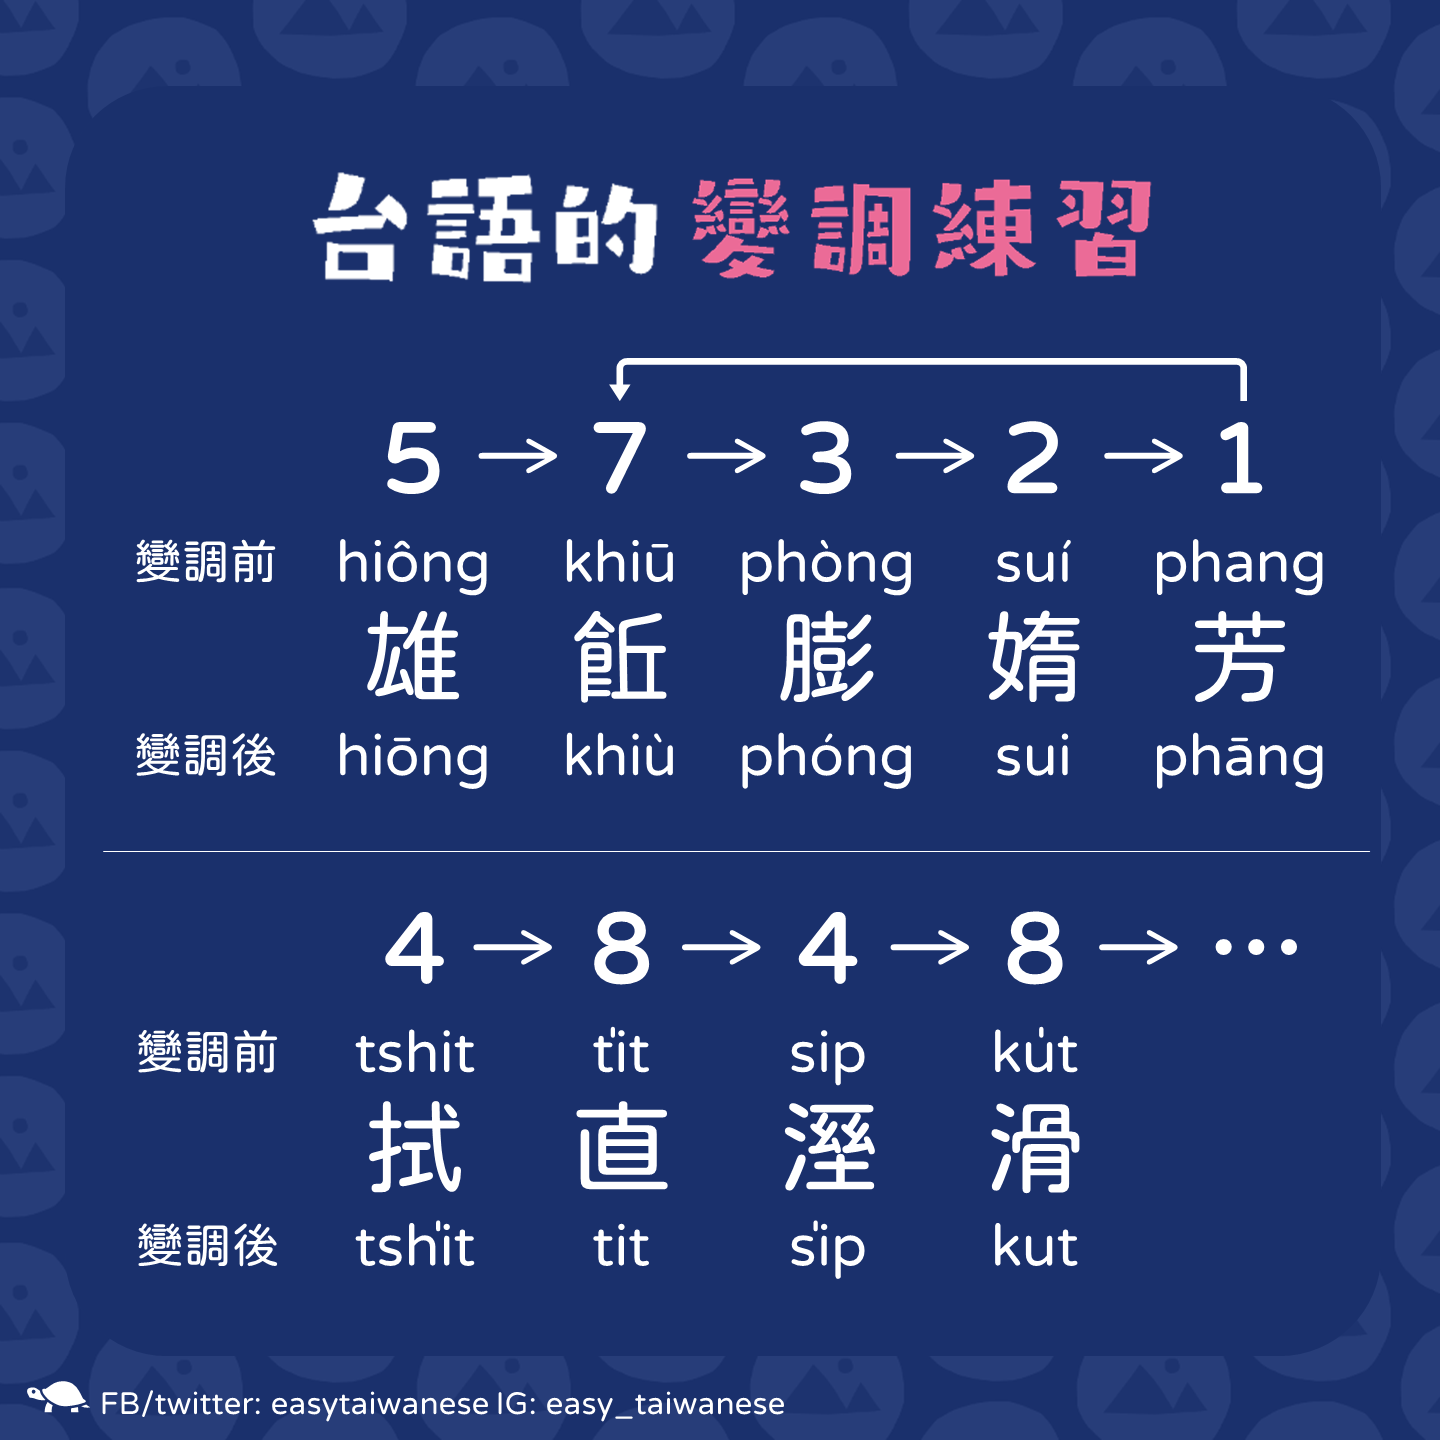 台語的變調練習
5 → 7 → 3 → 2 → 1
變調前 hiông khiū phòng suí phang
雄 𩚨 膨 媠 芳
變調後 hiōng khiù phóng sui phāng
4 → 8 → 4 → 8 → …
變調前 tshit ti̍t sip ku̍t
拭 直 溼 滑
變調後 tshi̍t tit si̍p kut
FB/twitter: easytaiwanese IG: easy_taiwanese